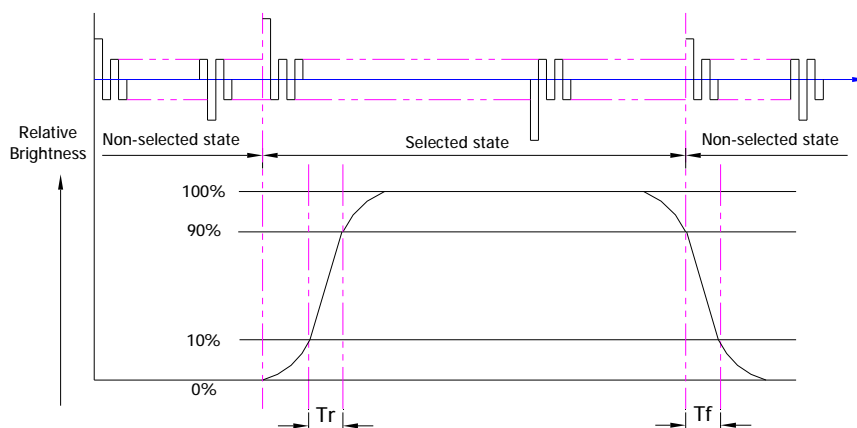 Relative
Brightness
Non-selected state
Selected state
Non-selected state
100%
90%
10%
0%
Tr
Tf